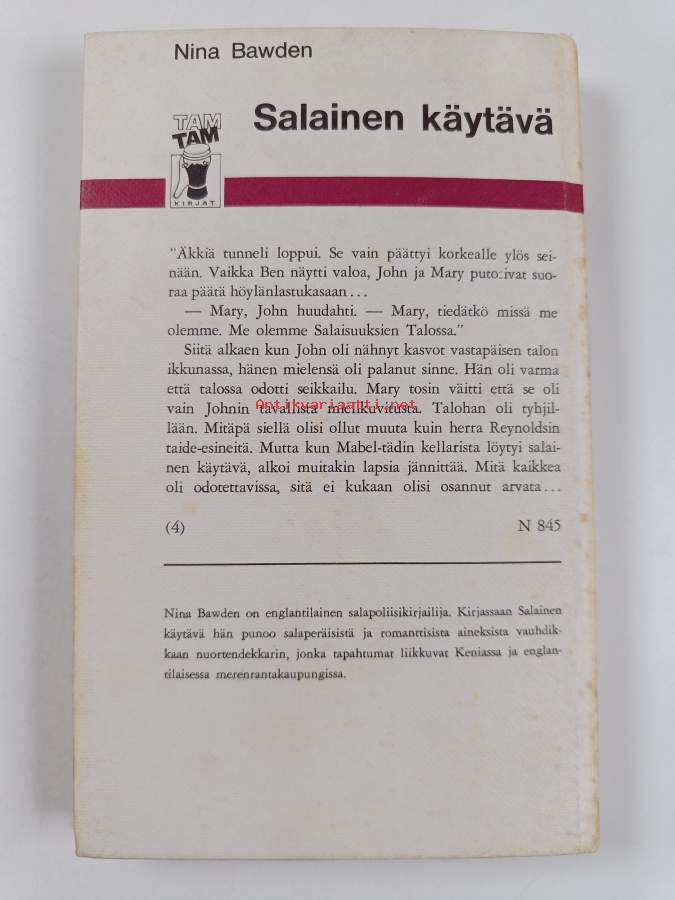 Nina Bawden
TAM
TAM
KIRJAT
Salainen käytävä
"Äkkiä tunneli loppui. Se vain päättyi korkealle ylös sei-
nään. Vaikka Ben näytti valoa, John ja Mary putosivat suo-
raa päätä höylänlastukasaan...
— Mary, John huudahti. — Mary, tiedätkö missä me
olemme. Me olemme Salaisuuksien Talossa."
Siitä alkaen kun John oli nähnyt kasvot vastapäisen talon
ikkunassa, hänen mielensä oli palanut sinne. Hän oli varma
että talossa odotti seikkailu. Mary tosin väitti että se oli
Antikvariaatti.net
vain Johnin tavallista mielikuvitusta. Talohan oli tyhjil-
lään. Mitäpä siellä olisi ollut muuta kuin herra Reynoldsin
taide-esineitä. Mutta kun Mabel-tädin kellarista löytyi salai-
nen käytävä, alkoi muitakin lapsia jännittää. Mitä kaikkea
oli odotettavissa, sitä ei kukaan olisi osannut arvata...
(4) N 845
Nina Bawden on englantilainen salapoliisikirjailija. Kirjassaan Salainen
käytävä hän punoo salaperäisistä ja romanttisista aineksista vauhdik-
kaan nuortendekkarin, jonka tapahtumat liikkuvat Keniassa ja englan-
tilaisessa merenrantakaupungissa.